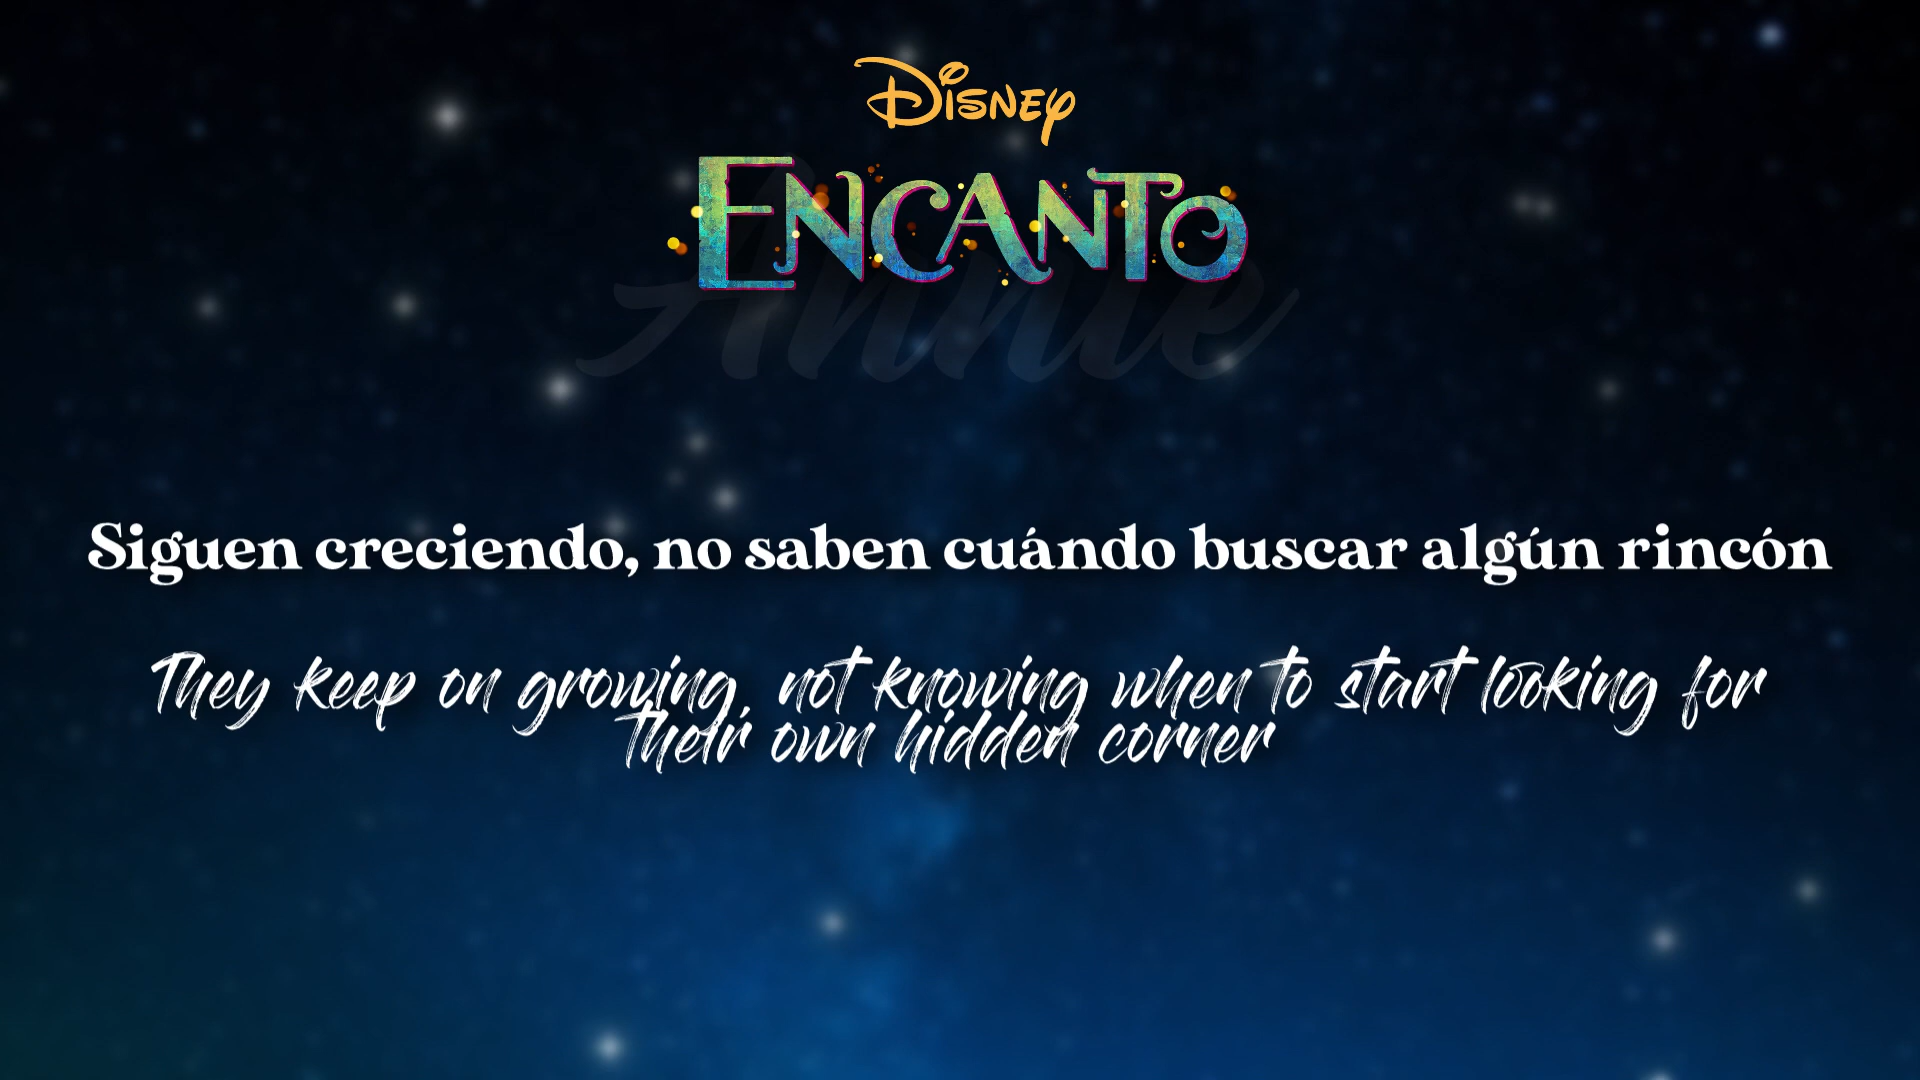 Disney
ENCANTO
Annie
Siguen creciendo, no saben cuándo buscar algún rincón
They keep on growing, not knowing when to start looking for
their own hidden corner